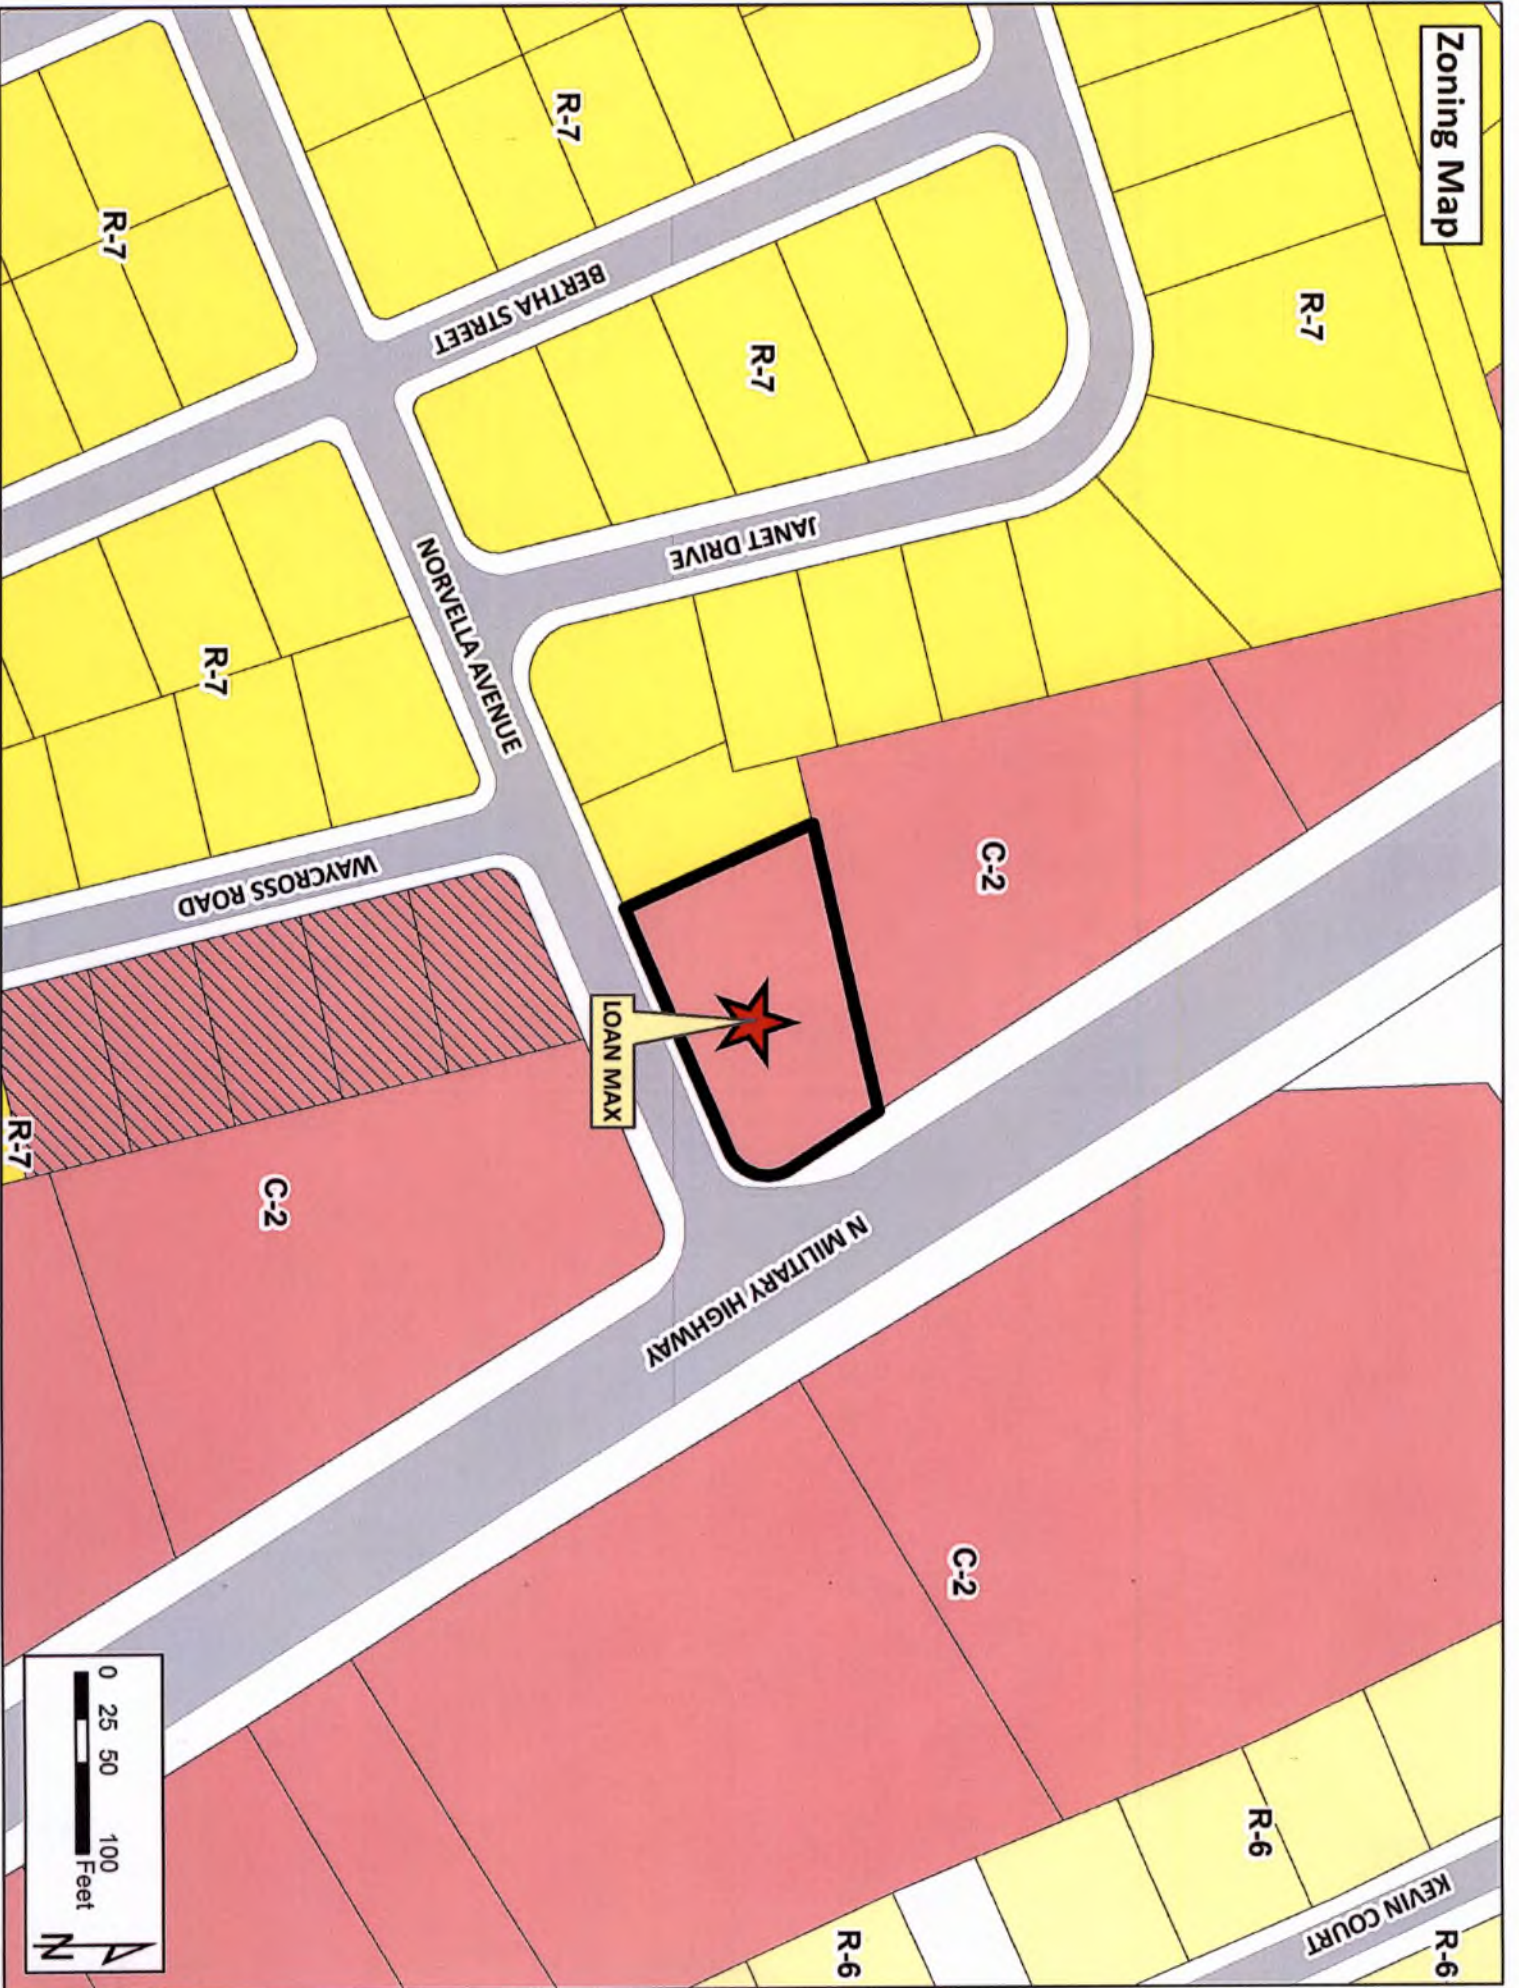 Zoning Map
R-7
R-7
R-7
R-7
R-7
R-7
BERTHA STREET
JANET DRIVE
NORVELLA AVENUE
WAYCROSS ROAD
LOAN MAX
N MILITARY HIGHWAY
C-2
C-2
C-2
R-6
R-6
R-6
KEVIN COURT
0 25 50 100
Feet
N